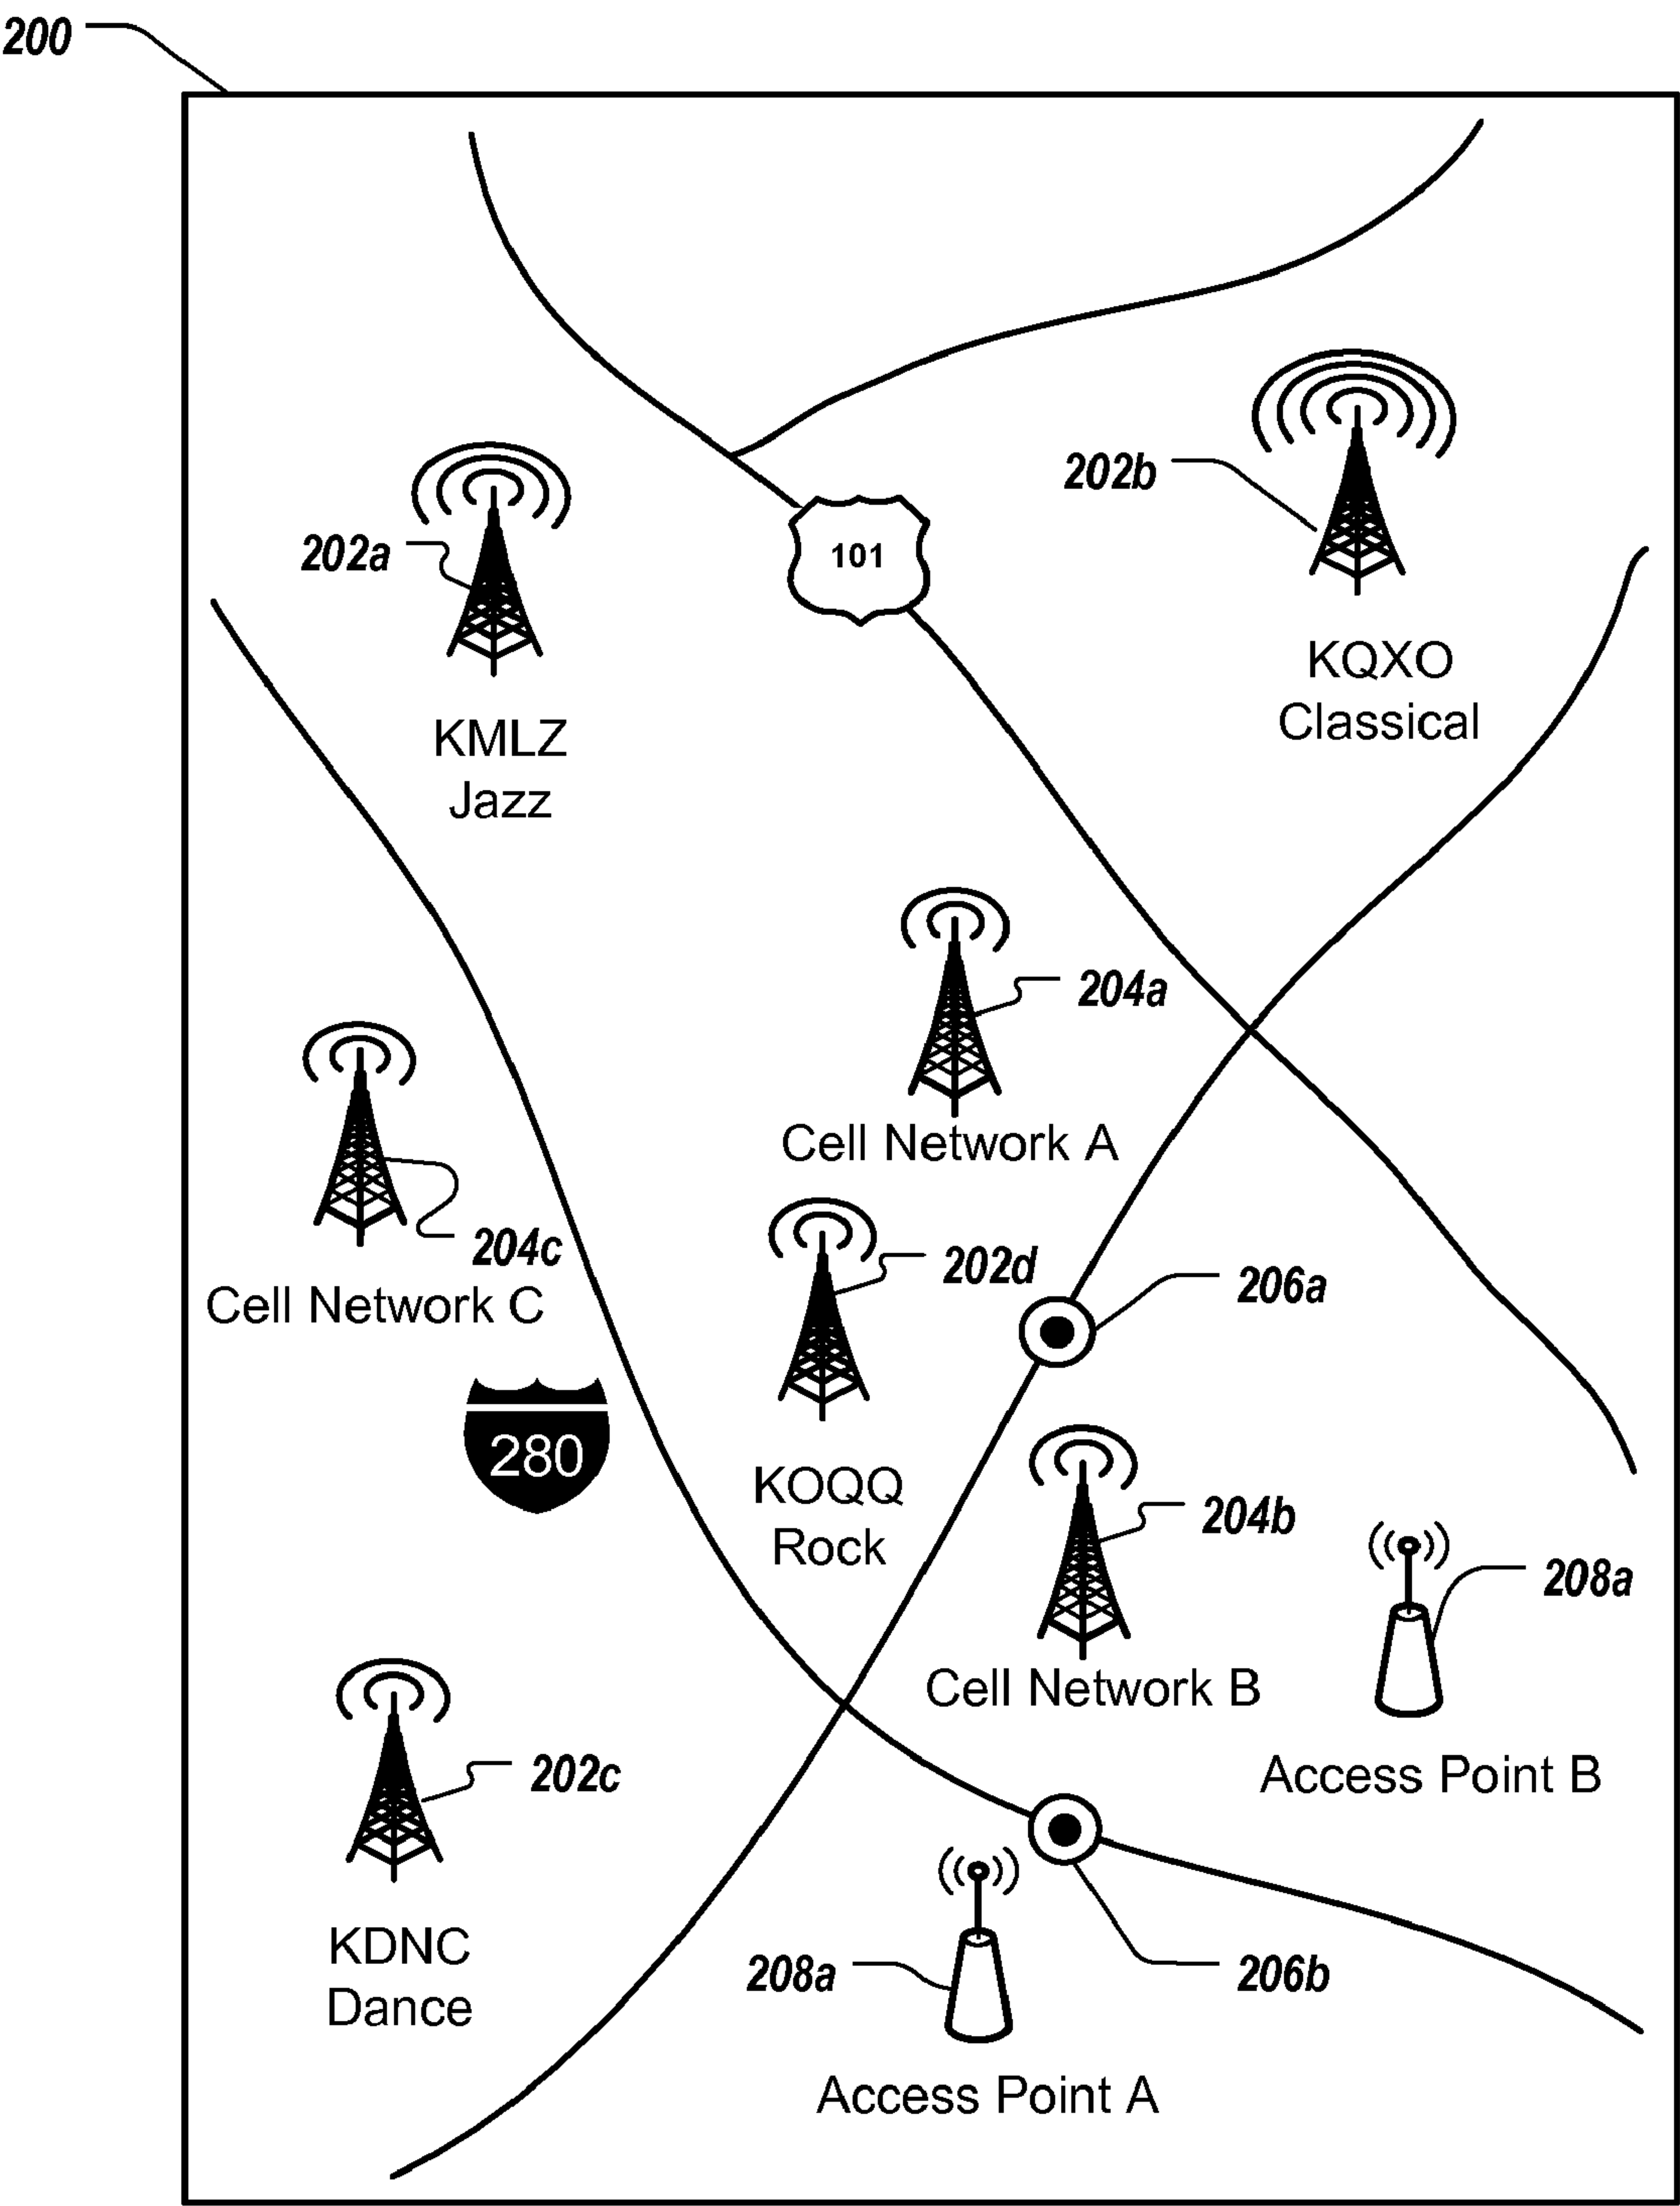 200
202b
101
202a
KQXO
Classical
KMLZ
Jazz
204a
Cell Network A
204c
202d
206a
Cell Network C
280
KOQQ
Rock
204b
208a
Cell Network B
202c
Access Point B
KDNC
Dance
208a
206b
Access Point A